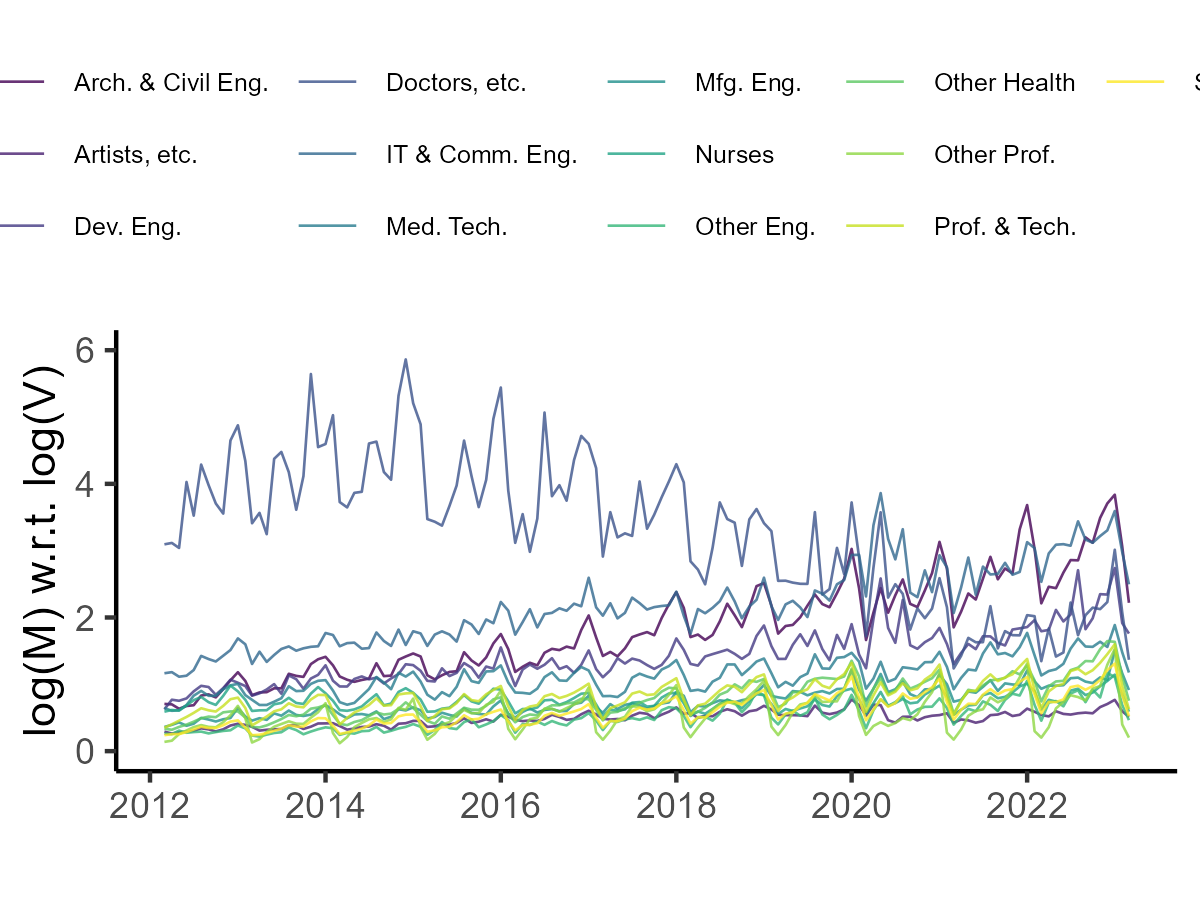 Arch. & Civil Eng. Doctors, etc. Mfg. Eng. Other Health
Artists, etc. IT & Comm. Eng. Nurses Other Prof.
Dev. Eng. Med. Tech. Other Eng. Prof. & Tech.
log(M) w.r.t. log(V)
6
4
2
0
2012 2014 2016 2018 2020 2022